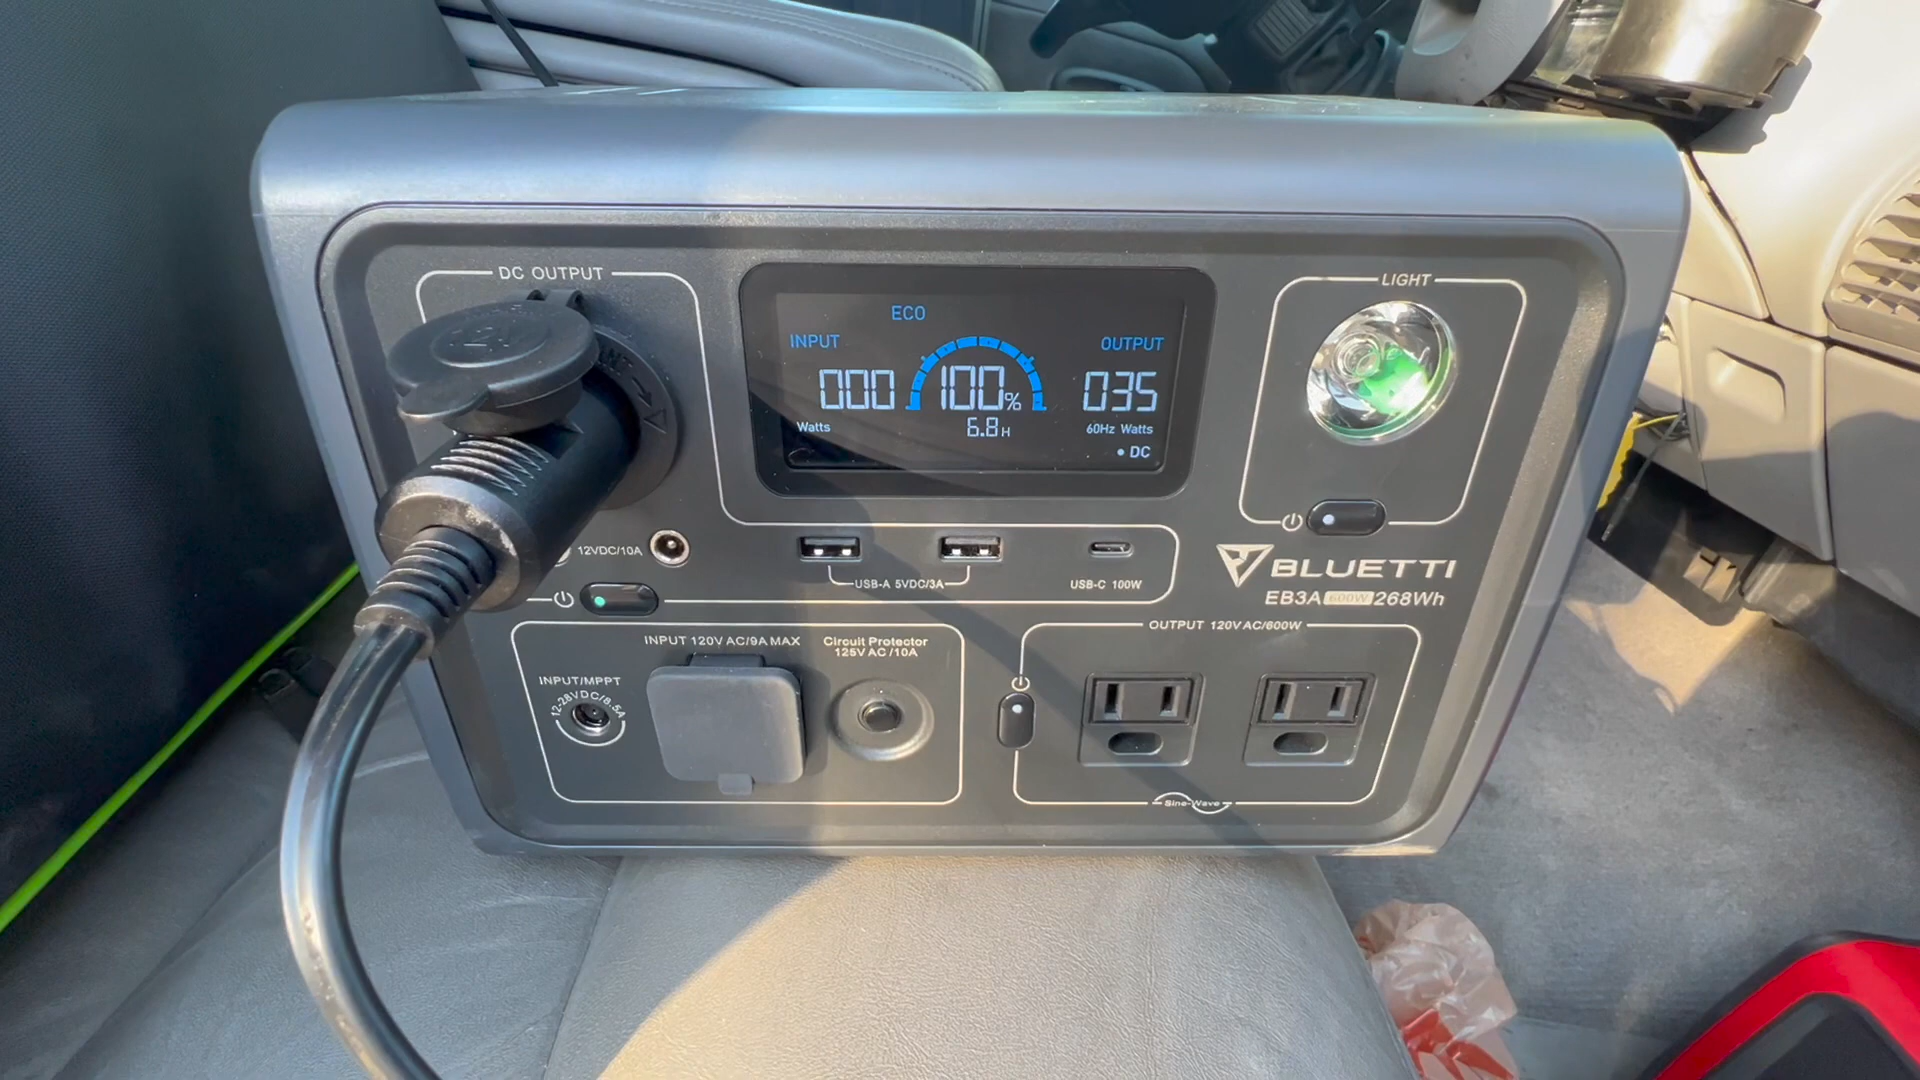 DC OUTPUT
LIGHT
ECO
INPUT
OUTPUT
000
100%
035
Watts
6.8H
60Hz Watts
DC
12VDC/10A
USB-A 5VDC/3A
USB-C 100W
BLUETTI
EB3A 600W 268Wh
INPUT 120V AC/9A MAX
Circuit Protector
125V AC /10A
OUTPUT 120V AC/600W
INPUT/MPPT
12-28VDC/8.5A
Sine-Wave